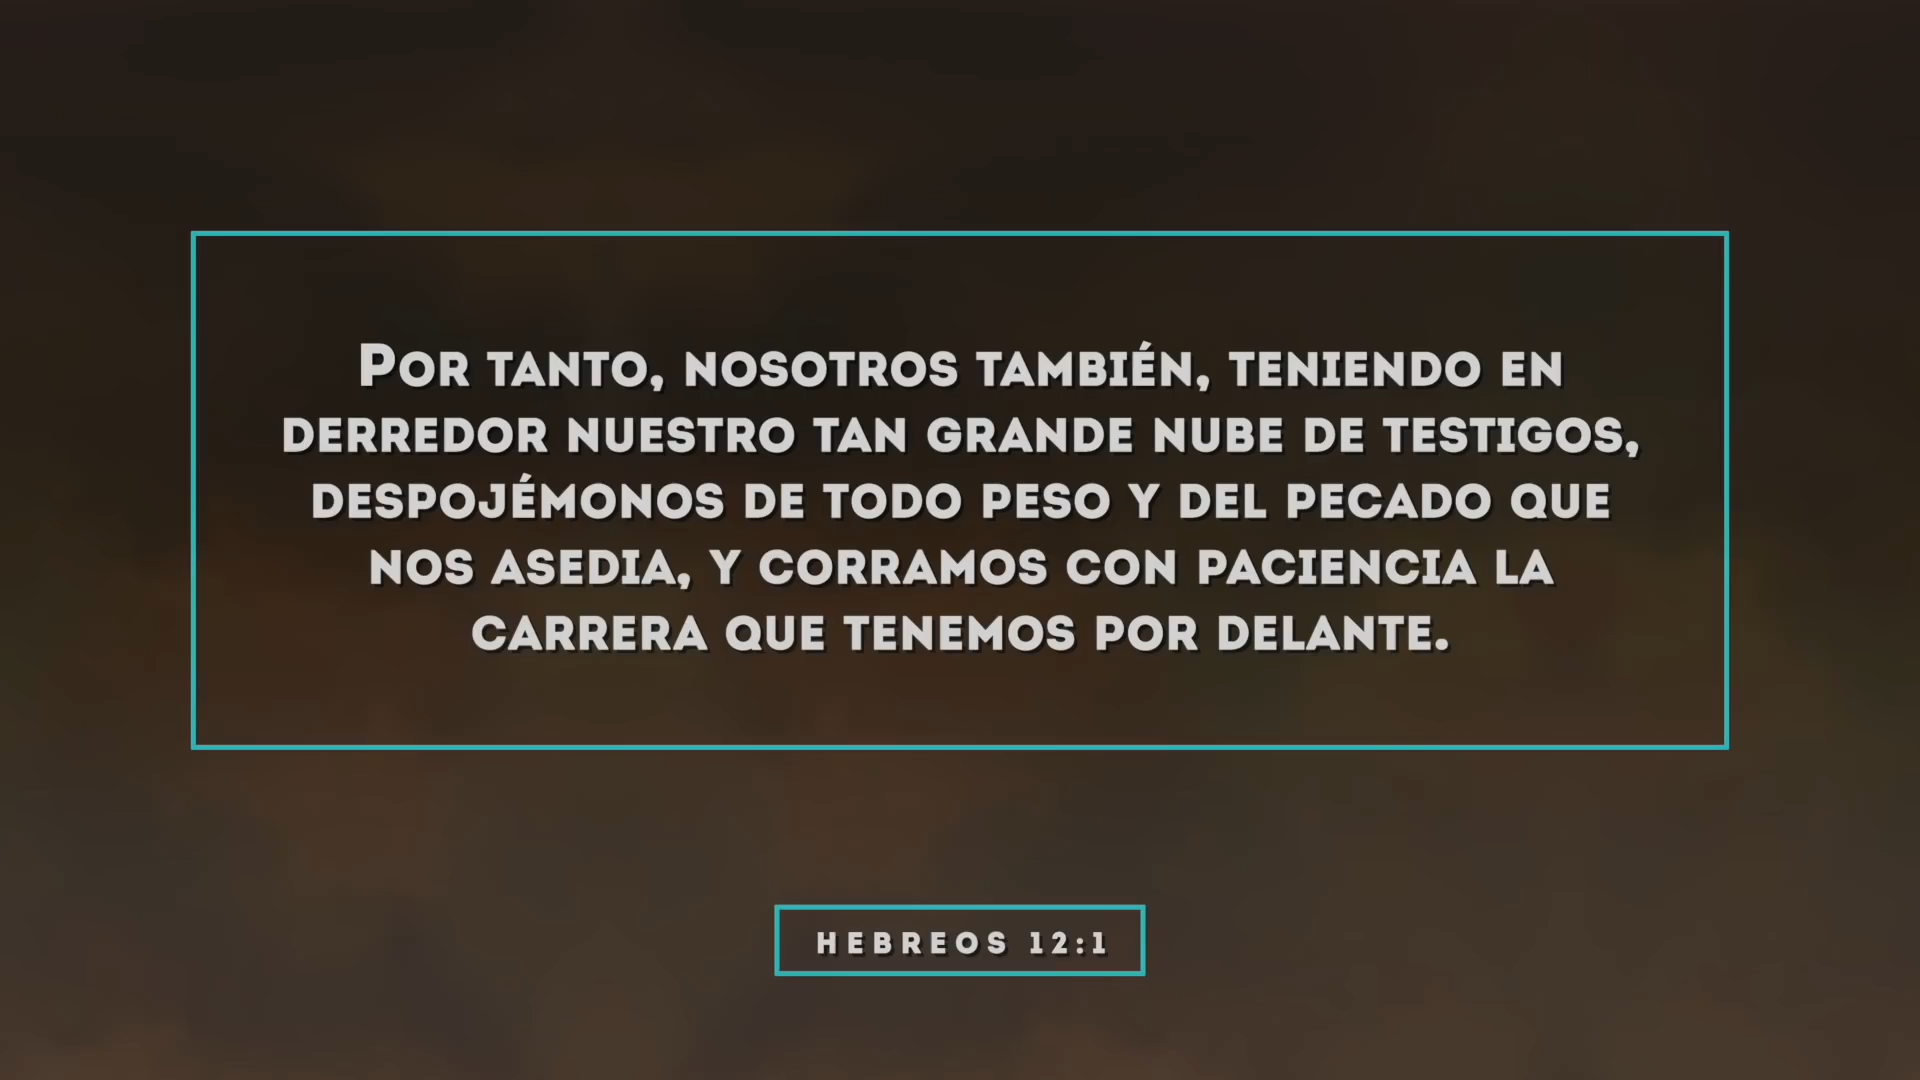 Por tanto, nosotros también, teniendo en
derredor nuestro tan grande nube de testigos,
despojémonos de todo peso y del pecado que
nos asedia, y corramos con paciencia la
carrera que tenemos por delante.
HEBREOS 12:1